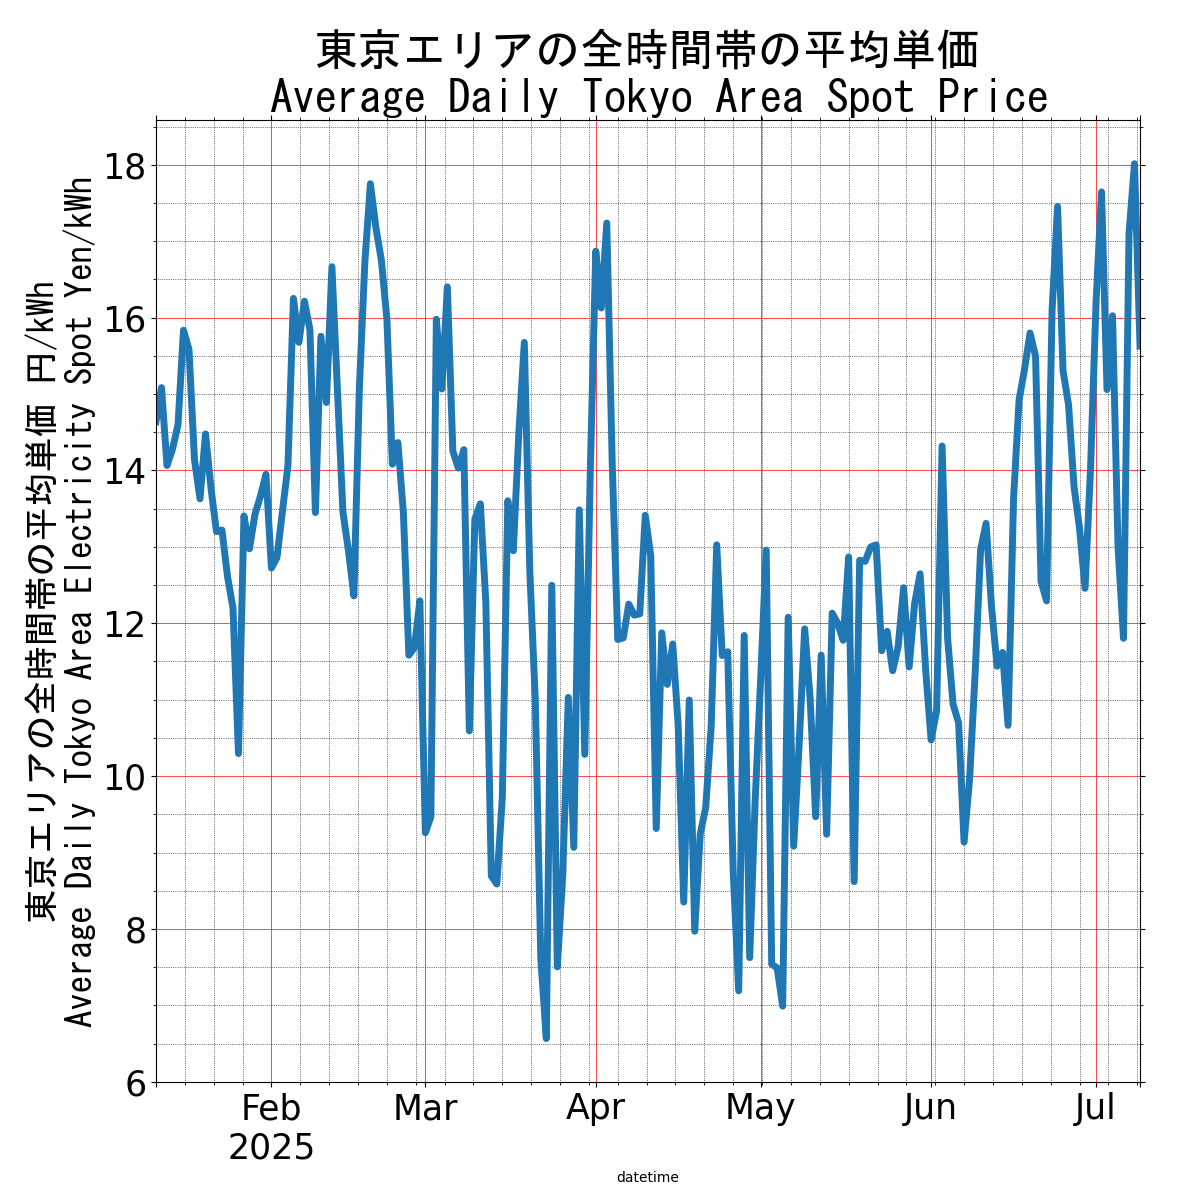 東京エリアの全時間帯の平均単価
Average Daily Tokyo Area Spot Price
東京エリアの全時間帯の平均単価 円/kWh
Average Daily Tokyo Area Electricity Spot Yen/kWh
18
16
14
12
10
8
6
Feb
2025
Mar
Apr
May
Jun
Jul
datetime